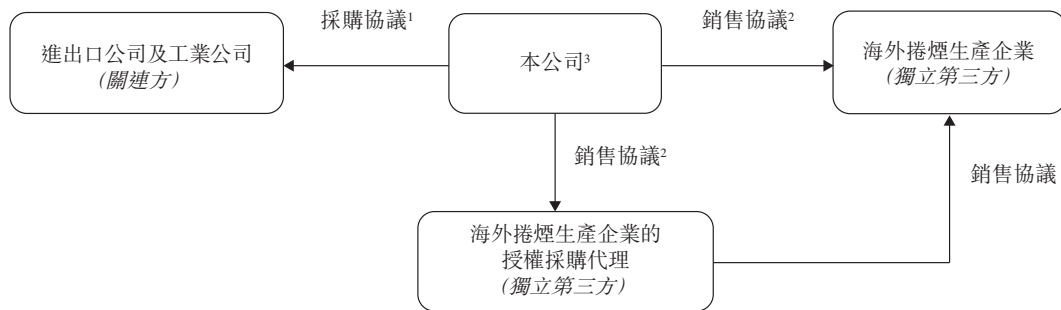 採購協議¹
銷售協議²
進出口公司及工業公司
(關連方)
本公司³
海外捲煙生產企業
(獨立第三方)
銷售協議²
銷售協議
海外捲煙生產企業的
授權採購代理
(獨立第三方)